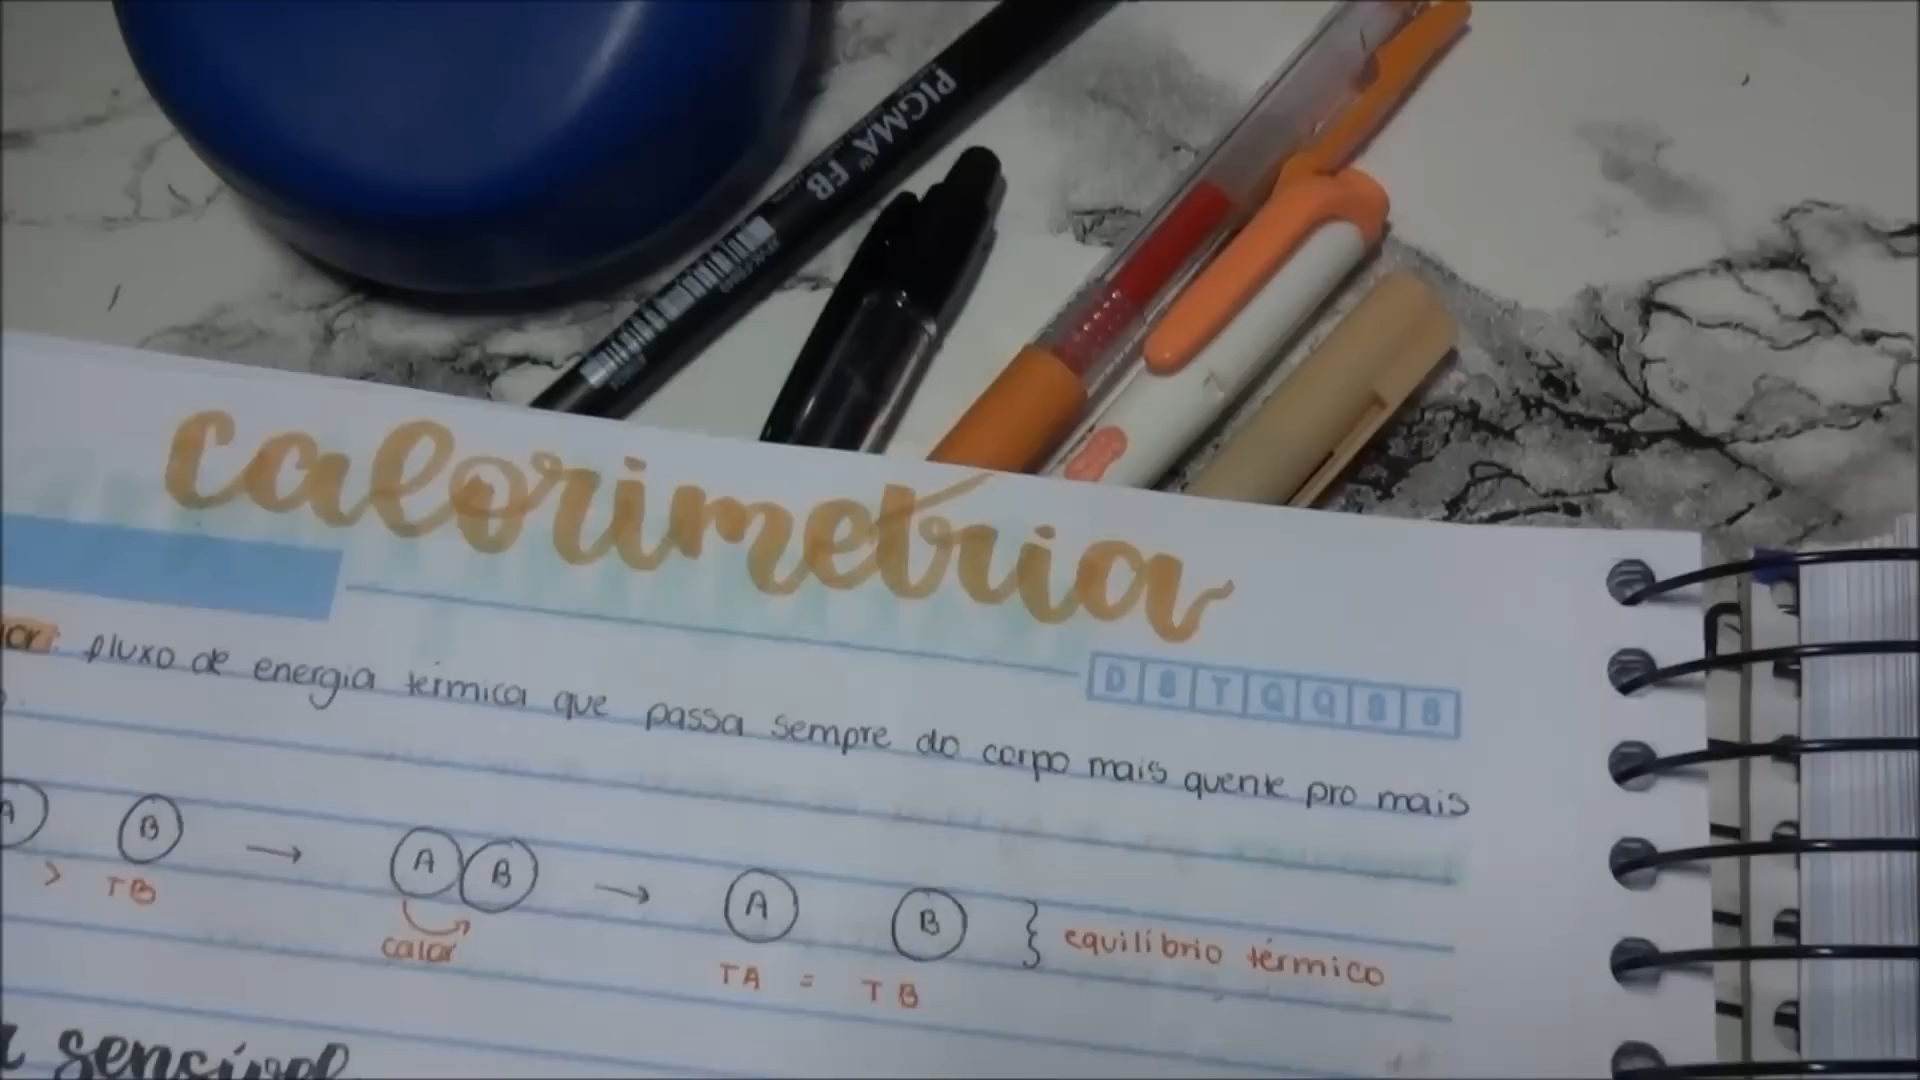 PIGMA FB
calorimetria
D S T Q Q S S
fluxo de energia térmica que passa sempre do corpo mais quente pro mais
A B → A B → A B } equilíbrio térmico
> TB
calor
TA = TB
sensível